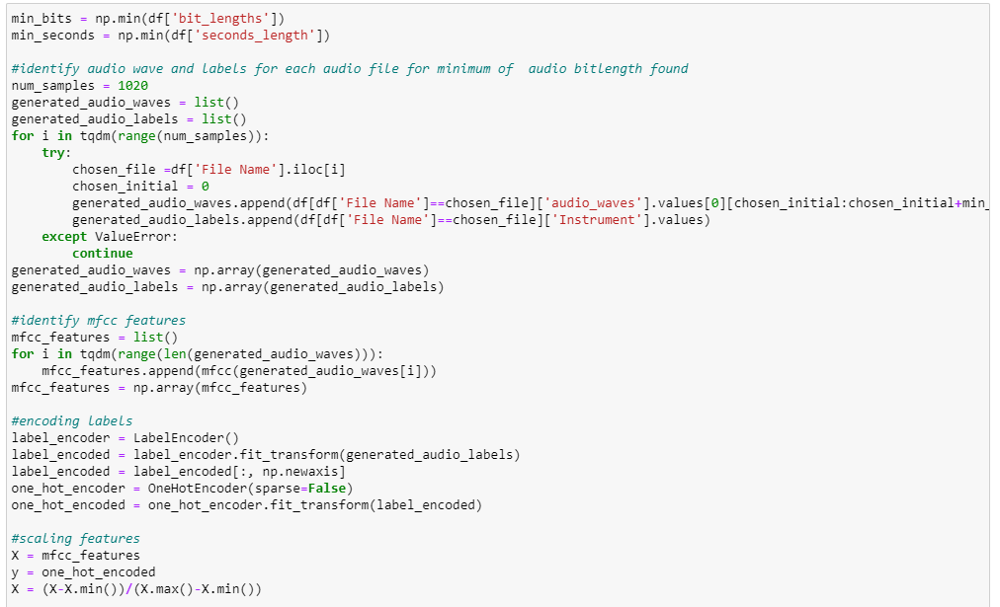 min_bits = np.min(df['bit_lengths'])
min_seconds = np.min(df['seconds_length'])
#identify audio wave and labels for each audio file for minimum of  audio bitlength found
num_samples = 1020
generated_audio_waves = list()
generated_audio_labels = list()
for i in tqdm(range(num_samples)):
    try:
        chosen_file =df['File Name'].iloc[i]
        chosen_initial = 0
        generated_audio_waves.append(df[df['File Name']==chosen_file]['audio_waves'].values[0][chosen_initial:chosen_initial+min_
        generated_audio_labels.append(df[df['File Name']==chosen_file]['Instrument'].values)
    except ValueError:
        continue
generated_audio_waves = np.array(generated_audio_waves)
generated_audio_labels = np.array(generated_audio_labels)
#identify mfcc features
mfcc_features = list()
for i in tqdm(range(len(generated_audio_waves))):
    mfcc_features.append(mfcc(generated_audio_waves[i]))
mfcc_features = np.array(mfcc_features)
#encoding labels
label_encoder = LabelEncoder()
label_encoded = label_encoder.fit_transform(generated_audio_labels)
label_encoded = label_encoded[:, np.newaxis]
one_hot_encoder = OneHotEncoder(sparse=False)
one_hot_encoded = one_hot_encoder.fit_transform(label_encoded)
#scaling features
X = mfcc_features
y = one_hot_encoded
X = (X-X.min())/(X.max()-X.min())